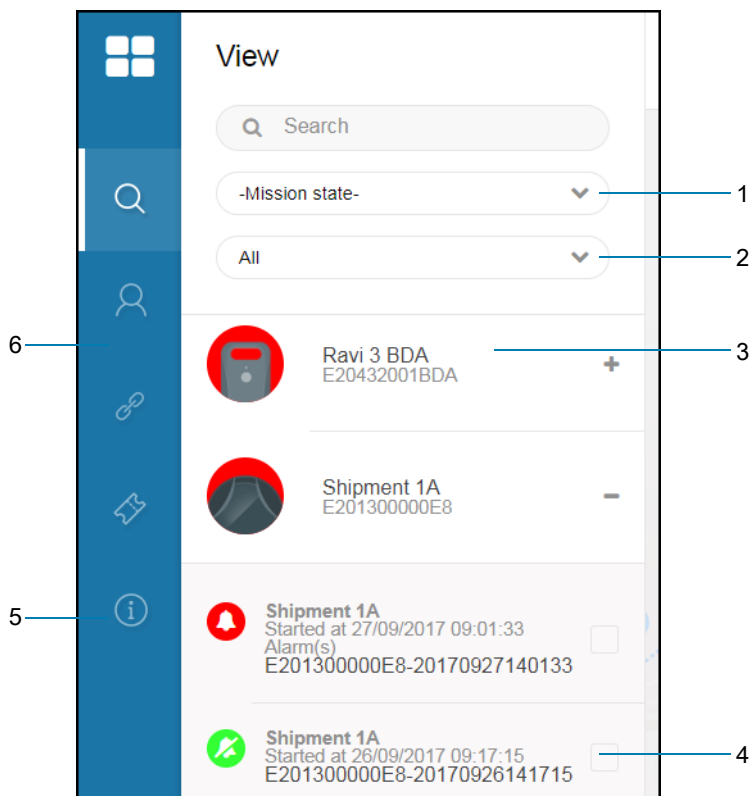 View
Search
-Mission state-
1
All
2
6
Ravi 3 BDA
3
E20432001BDA
Shipment 1A
E201300000E8
5
Shipment 1A
Started at 27/09/2017 09:01:33
Alarm(s)
E201300000E8-20170927140133
Shipment 1A
Started at 26/09/2017 09:17:15
4
E201300000E8-20170926141715